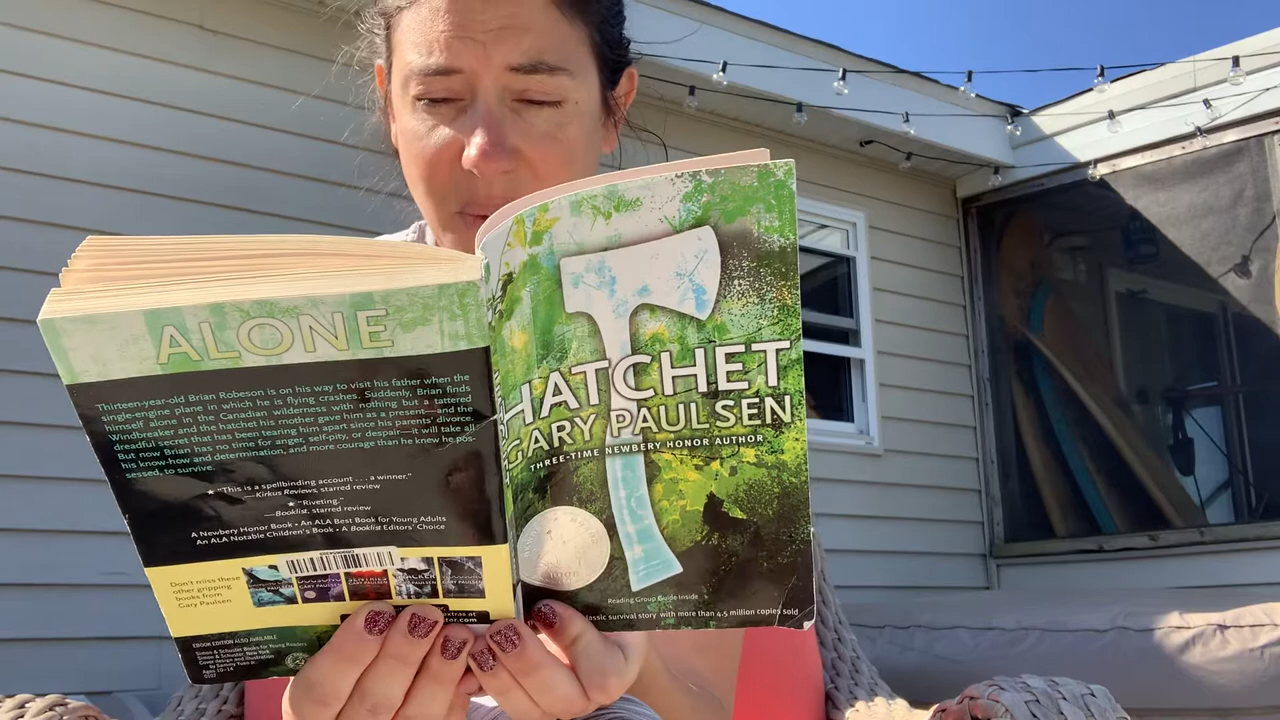 ALONE
Thirteen-year-old Brian Robeson is on his way to visit his father when the
single-engine plane in which he is flying crashes. Suddenly, Brian finds
himself alone in the Canadian wilderness with nothing but a tattered
Windbreaker and the hatchet his mother gave him as a present—and the
dreadful secret that has been tearing him apart since his parents' divorce.
But now Brian has no time for anger, self-pity, or despair—it will take all
his know-how and determination, and more courage than he knew he pos-
sessed, to survive.
★ "This is a spellbinding account . . . a winner."
—Kirkus Reviews, starred review
★ "Riveting."
—Booklist, starred review
A Newbery Honor Book • An ALA Best Book for Young Adults
An ALA Notable Children's Book • A Booklist Editors' Choice
Don't miss these
other gripping
books from
Gary Paulsen
GARY PAULSEN
EBOOK EDITION ALSO AVAILABLE
Simon & Schuster Books for Young Readers
Simon & Schuster, New York
Cover design and illustration
by Sammy Yuen Jr.
Ages 10–14
0107
HATCHET
GARY PAULSEN
THREE-TIME NEWBERY HONOR AUTHOR
Reading Group Guide Inside
classic survival story with more than 4.5 million copies sold